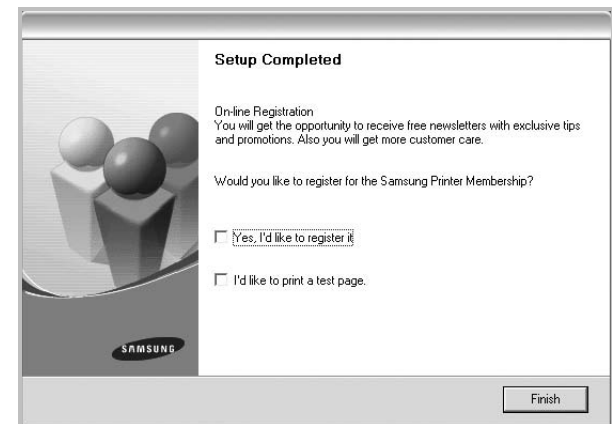 Setup Completed
On-line Registration
You will get the opportunity to receive free newsletters with exclusive tips
and promotions. Also you will get more customer care.
Would you like to register for the Samsung Printer Membership?
Yes, I'd like to register it
I'd like to print a test page.
SAMSUNG
Finish